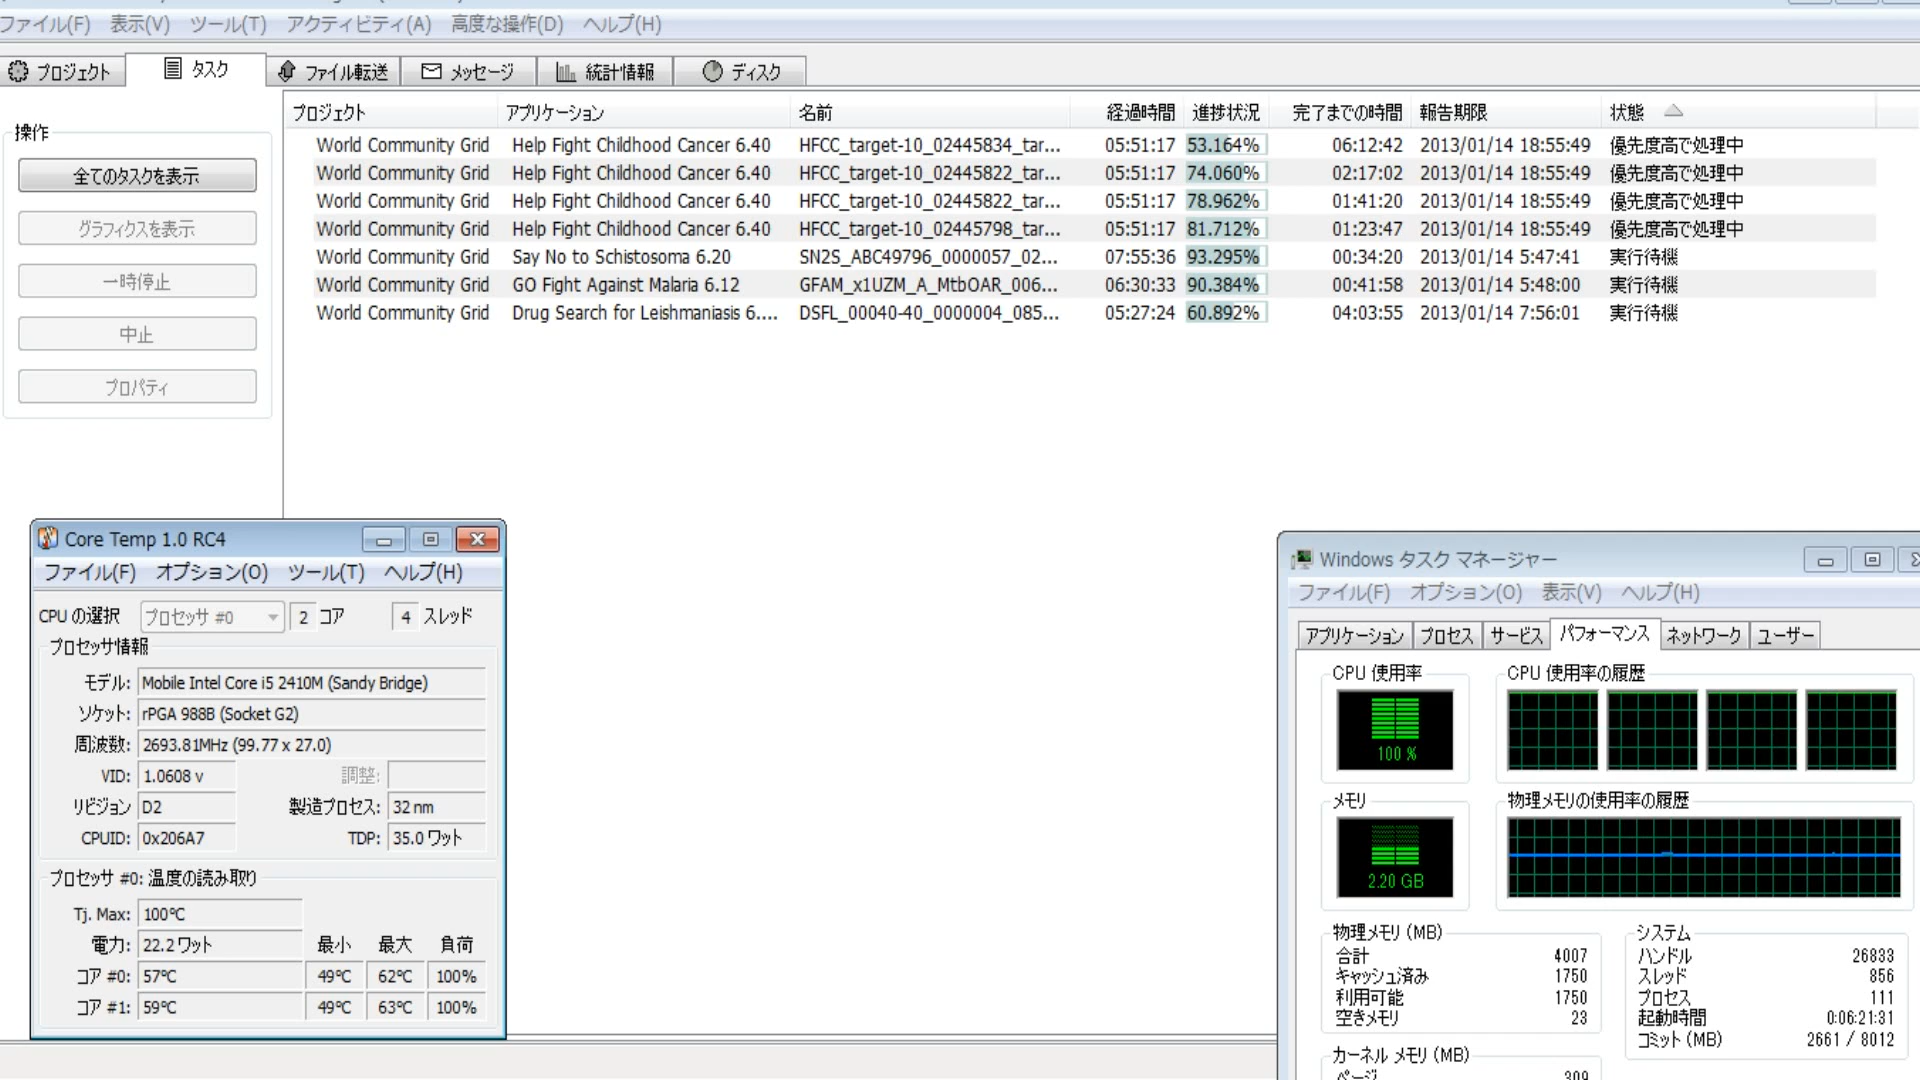 ファイル(F) 表示(V) ツール(T) アクティビティ(A) 高度な操作(D) ヘルプ(H)
プロジェクト タスク ファイル転送 メッセージ 統計情報 ディスク
操作
全てのタスクを表示
グラフィクスを表示
一時停止
中止
プロパティ
プロジェクト アプリケーション 名前 経過時間 進捗状況 完了までの時間 報告期限 状態
World Community Grid Help Fight Childhood Cancer 6.40 HFCC_target-10_02445834_tar... 05:51:17 53.164% 06:12:42 2013/01/14 18:55:49 優先度高で処理中
World Community Grid Help Fight Childhood Cancer 6.40 HFCC_target-10_02445822_tar... 05:51:17 74.060% 02:17:02 2013/01/14 18:55:49 優先度高で処理中
World Community Grid Help Fight Childhood Cancer 6.40 HFCC_target-10_02445822_tar... 05:51:17 78.962% 01:41:20 2013/01/14 18:55:49 優先度高で処理中
World Community Grid Help Fight Childhood Cancer 6.40 HFCC_target-10_02445798_tar... 05:51:17 81.712% 01:23:47 2013/01/14 18:55:49 優先度高で処理中
World Community Grid Say No to Schistosoma 6.20 SN2S_ABC49796_0000057_02... 07:55:36 93.295% 00:34:20 2013/01/14 5:47:41 実行待機
World Community Grid GO Fight Against Malaria 6.12 GFAM_x1UZM_A_MtbOAR_006... 06:30:33 90.384% 00:41:58 2013/01/14 5:48:00 実行待機
World Community Grid Drug Search for Leishmaniasis 6.... DSFL_00040-40_0000004_085... 05:27:24 60.892% 04:03:55 2013/01/14 7:56:01 実行待機
Core Temp 1.0 RC4
ファイル(F) オプション(O) ツール(T) ヘルプ(H)
CPU の選択 プロセッサ #0 2 コア 4 スレッド
プロセッサ情報
モデル: Mobile Intel Core i5 2410M (Sandy Bridge)
ソケット: rPGA 988B (Socket G2)
周波数: 2693.81MHz (99.77 x 27.0)
VID: 1.0608 v 調整:
リビジョン D2 製造プロセス: 32 nm
CPUID: 0x206A7 TDP: 35.0 ワット
プロセッサ #0: 温度の読み取り
Tj. Max: 100℃
電力: 22.2 ワット 最小 最大 負荷
コア #0: 57℃ 49℃ 62℃ 100%
コア #1: 59℃ 49℃ 63℃ 100%
Windows タスク マネージャー
ファイル(F) オプション(O) 表示(V) ヘルプ(H)
アプリケーション プロセス サービス パフォーマンス ネットワーク ユーザー
CPU 使用率 CPU 使用率の履歴
100 %
メモリ 物理メモリの使用率の履歴
2.20 GB
物理メモリ (MB)
合計 4007
キャッシュ済み 1750
利用可能 1750
空きメモリ 23
システム
ハンドル 26833
スレッド 856
プロセス 111
起動時間 0:06:21:31
コミット (MB) 2661 / 8012
カーネル メモリ (MB)
ページ 309